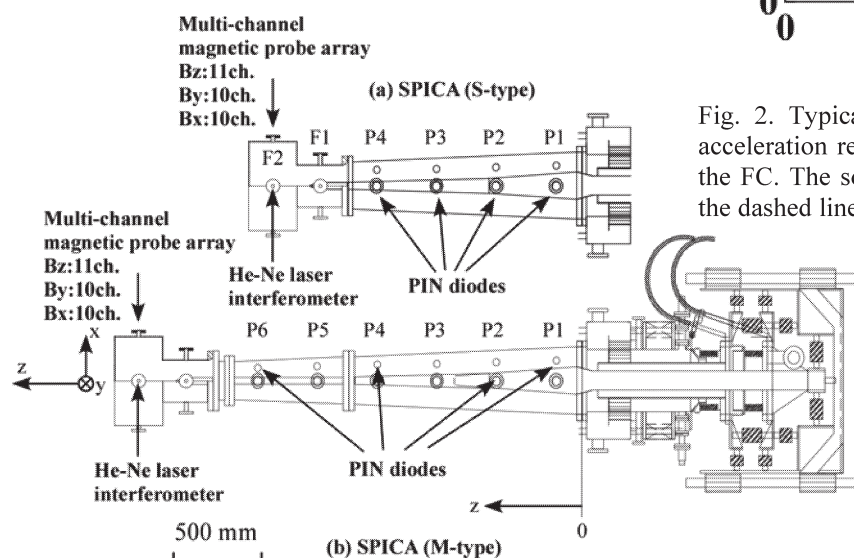 Multi-channel
magnetic probe array
Bz:11ch.
By:10ch.
Bx:10ch.
(a) SPICA (S-type)
F2
F1
P4
P3
P2
P1
He-Ne laser
interferometer
PIN diodes
0
0
Fig. 2. Typica
acceleration re
the FC. The so
the dashed line
Multi-channel
magnetic probe array
Bz:11ch.
By:10ch.
Bx:10ch.
x
z
y
P6
P5
P4
P3
P2
P1
He-Ne laser
interferometer
PIN diodes
z
0
500 mm
(b) SPICA (M-type)